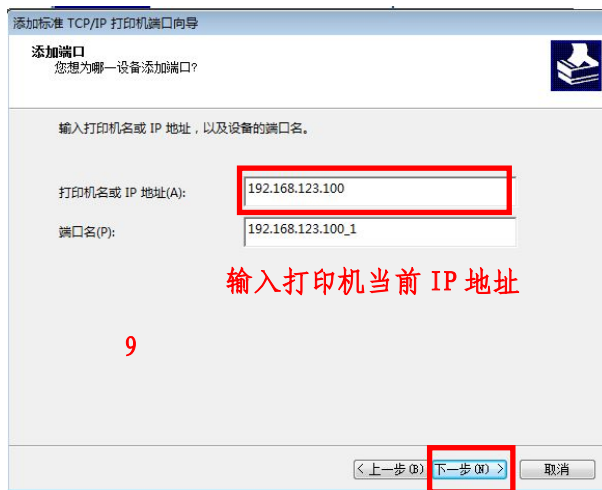 添加标准 TCP/IP 打印机端口向导
添加端口
您想为哪一设备添加端口?
输入打印机名或 IP 地址，以及设备的端口名。
打印机名或 IP 地址(A):
192.168.123.100
端口名(P):
192.168.123.100_1
输入打印机当前 IP 地址
9
< 上一步(B)
下一步(N) >
取消